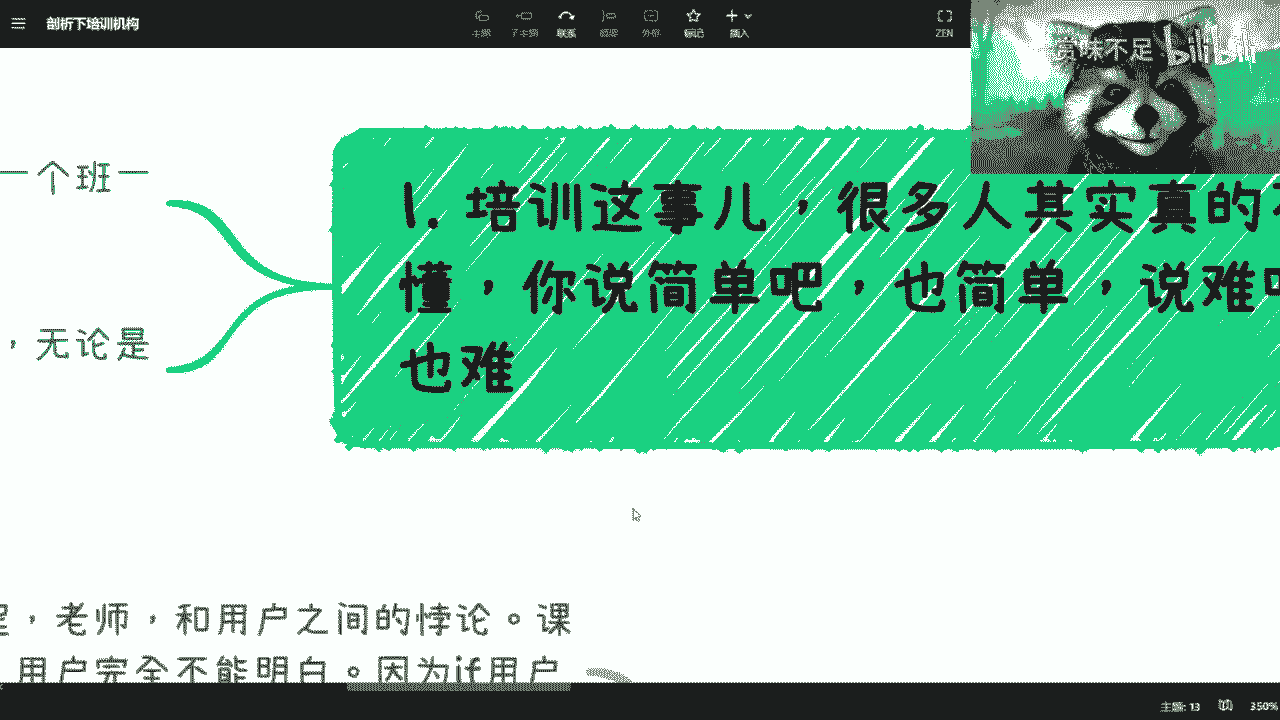 剖析下培训机构
主题 子主题 联系 概要 外框 标记 插入 ZEN
赏味不足 bilibili
一个班一
1. 培训这事儿，很多人其实真的不
懂，你说简单吧，也简单，说难吧
也难
，无论是
，老师，和用户之间的悖论。课
用户完全不能明白。因为if用户
主题: 13 350%